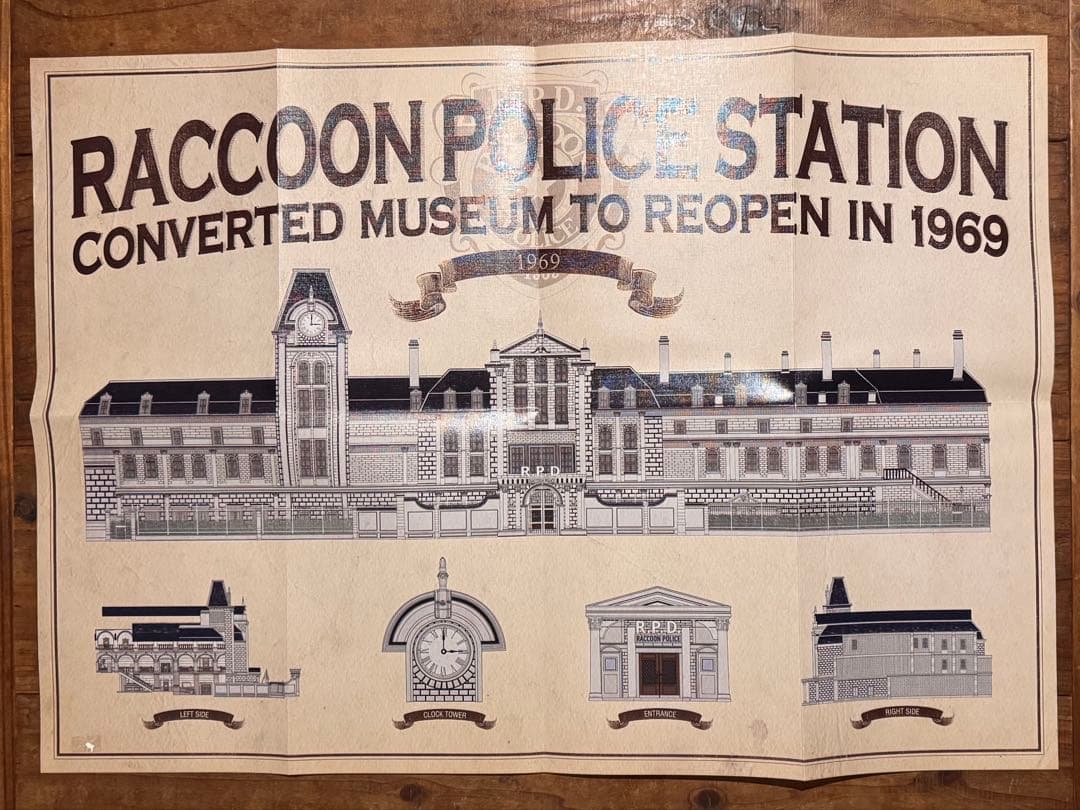 RACCOON POLICE STATION
CONVERTED MUSEUM TO REOPEN IN 1969
R.P.D.
POLICE
1969
R.P.D
R.P.D.
RACCOON POLICE
LEFT SIDE
CLOCK TOWER
ENTRANCE
RIGHT SIDE